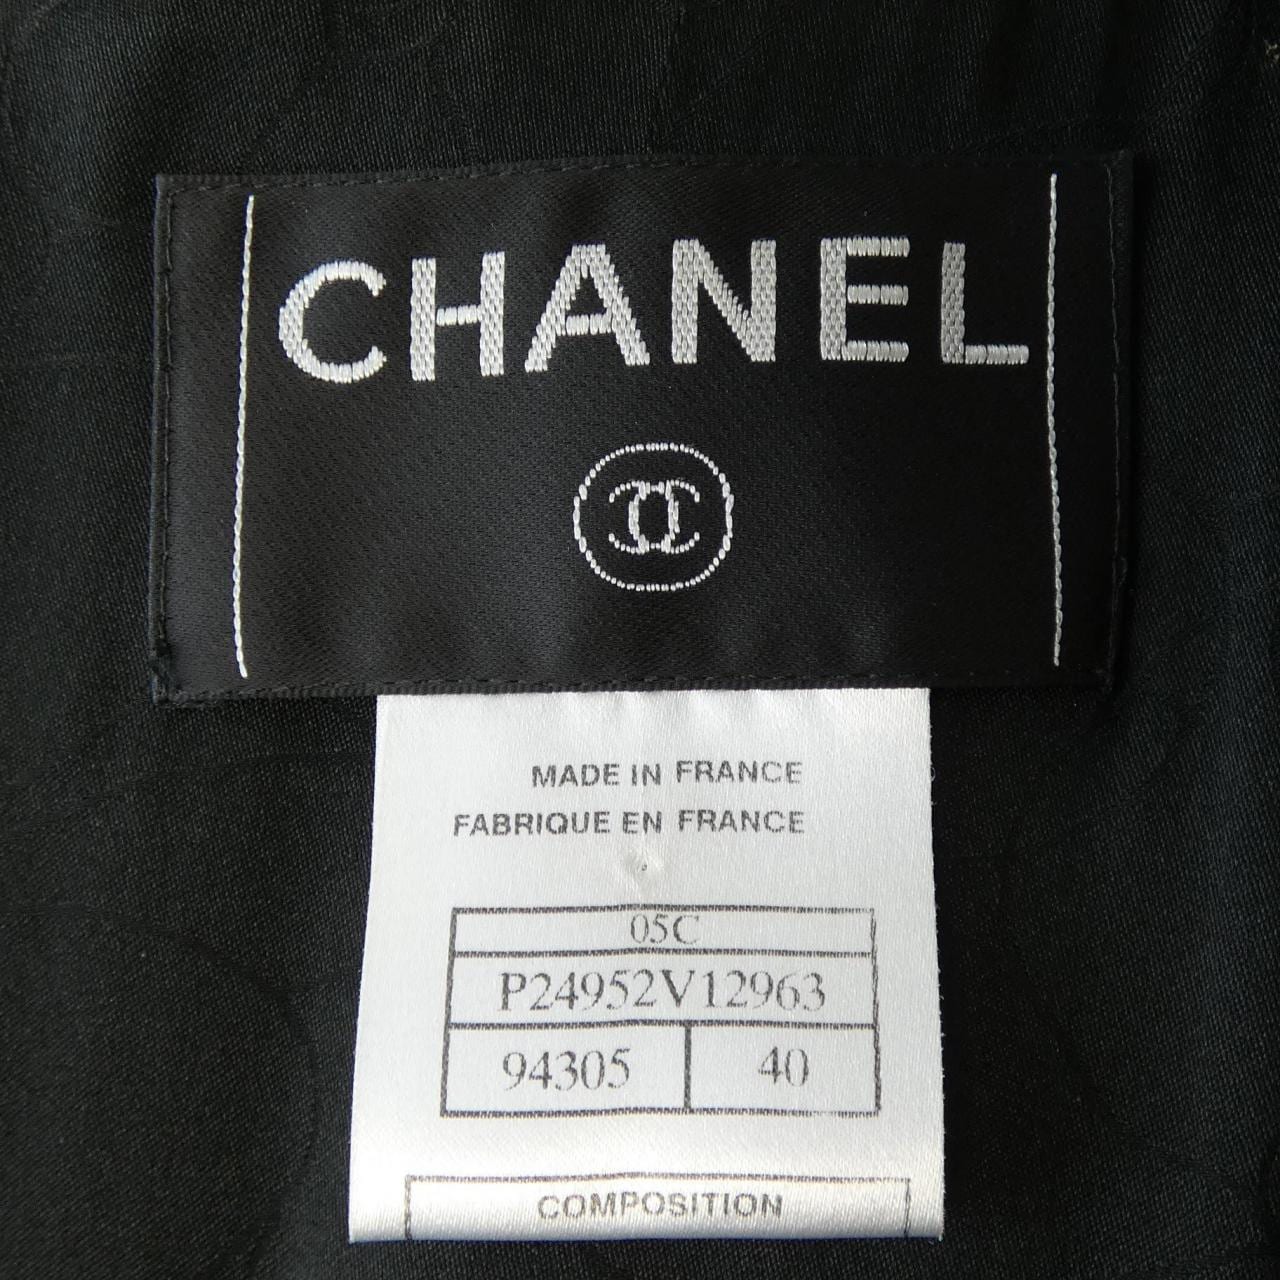 CHANEL
MADE IN FRANCE
FABRIQUE EN FRANCE
05C
P24952V12963
94305 40
COMPOSITION